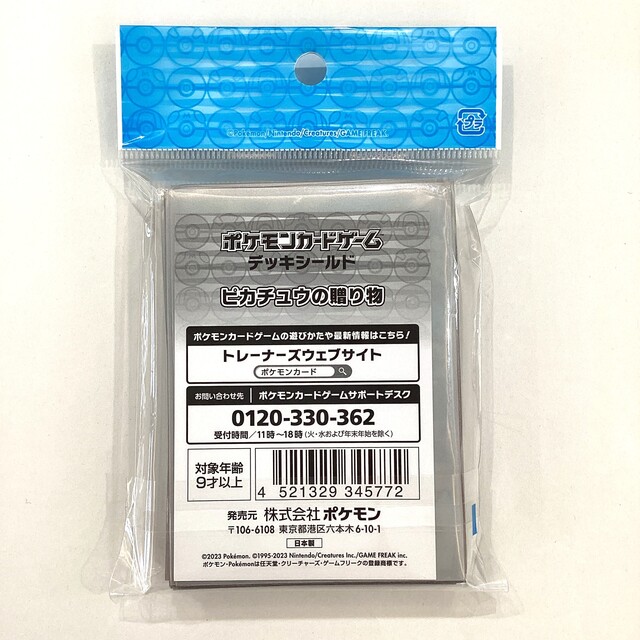 ©Pokémon/Nintendo/Creatures/GAME FREAK
プラ
ポケモンカードゲーム
デッキシールド
ピカチュウの贈り物
ポケモンカードゲームの遊びかたや最新情報はこちら!
トレーナーズウェブサイト
ポケモンカード
お問い合わせ先 ポケモンカードゲームサポートデスク
0120-330-362
受付時間/11時~18時(火・水および年末年始を除く)
対象年齢
9才以上
4 521329 345772
発売元 株式会社 ポケモン
〒106-6108 東京都港区六本木6-10-1
日本製
©2023 Pokémon. ©1995-2023 Nintendo/Creatures Inc./GAME FREAK inc.
ポケモン・Pokémonは任天堂・クリーチャーズ・ゲームフリークの登録商標です。